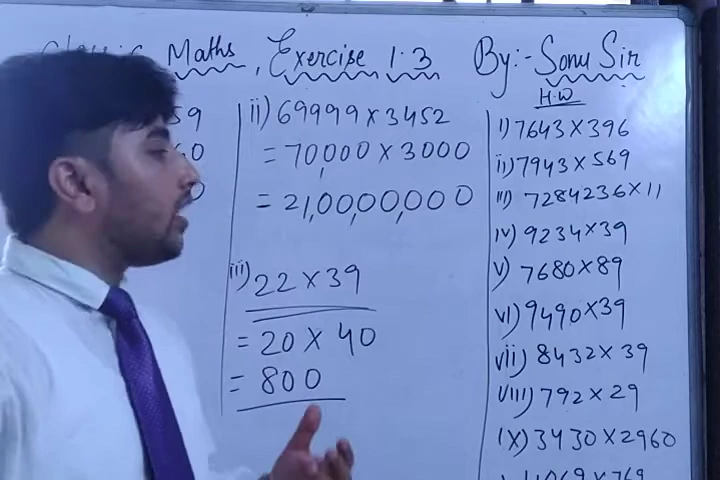 Maths, Exercise 1.3 By:- Sonu Sir
59
ii) 69999 x 3452
= 70,000 x 3000
= 21,00,00,000
iii) 22 x 39
= 20 x 40
= 800
H.W
i) 7643 x 396
ii) 7943 x 569
iii) 7284236 x 11
iv) 9234 x 39
v) 7680 x 89
vi) 9490 x 39
vii) 8432 x 39
viii) 792 x 29
ix) 3430 x 2960